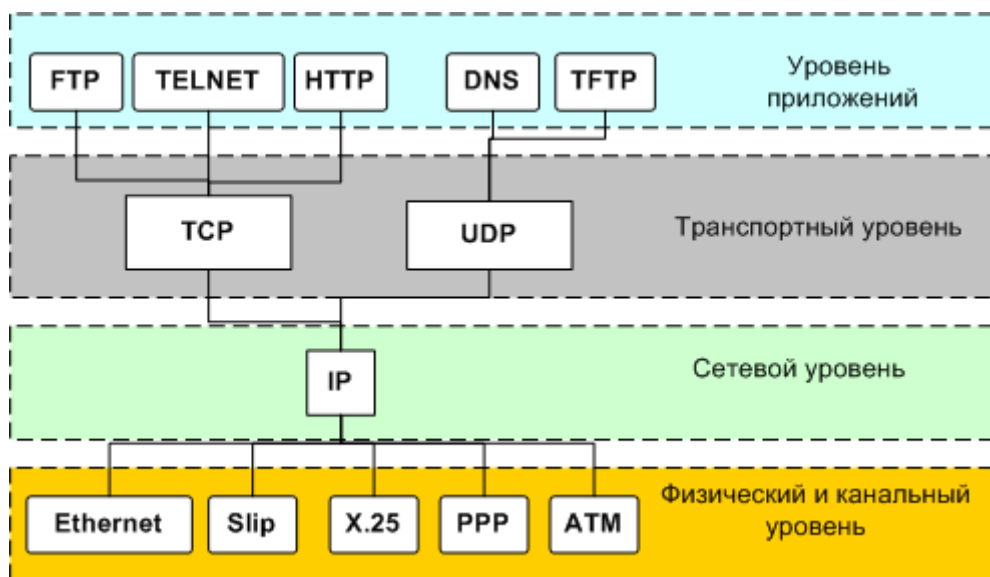 FTP
TELNET
HTTP
DNS
TFTP
Уровень
приложений
TCP
UDP
Транспортный уровень
IP
Сетевой уровень
Физический и канальный
уровень
Ethernet
Slip
X.25
PPP
ATM